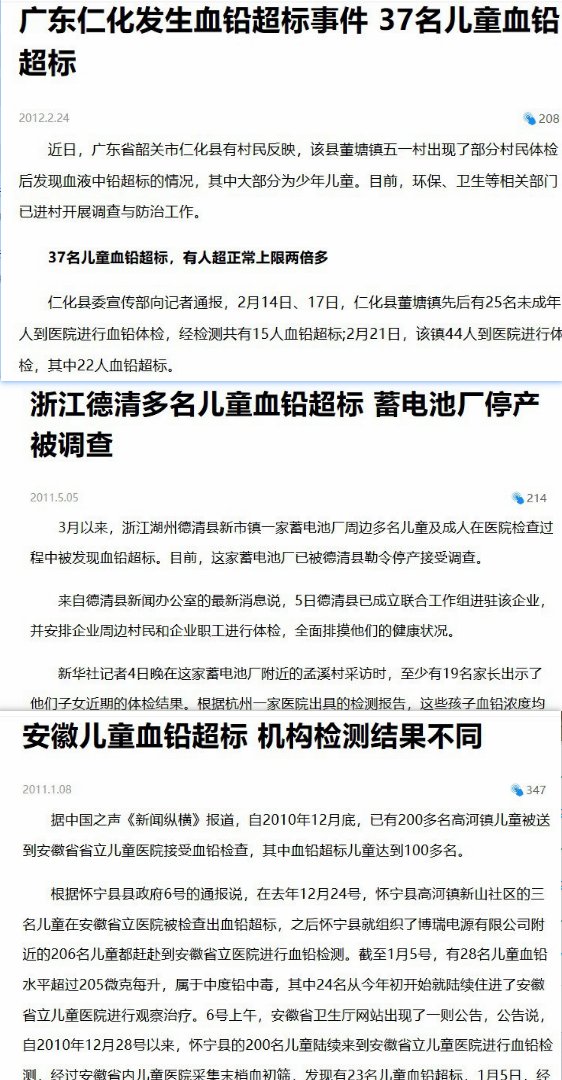 广东仁化发生血铅超标事件 37名儿童血铅
超标
2012.2.24
208
近日，广东省韶关市仁化县有村民反映，该县董塘镇五一村出现了部分村民体检
后发现血液中铅超标的情况，其中大部分为少年儿童。目前，环保、卫生等相关部门
已进村开展调查与防治工作。
37名儿童血铅超标，有人超正常上限两倍多
仁化县委宣传部向记者通报，2月14日、17日，仁化县董塘镇先后有25名未成年
人到医院进行血铅体检，经检测共有15人血铅超标;2月21日，该镇44人到医院进行体
检，其中22人血铅超标。
浙江德清多名儿童血铅超标 蓄电池厂停产
被调查
2011.5.05
214
3月以来，浙江湖州德清县新市镇一家蓄电池厂周边多名儿童及成人在医院检查过
程中被发现血铅超标。目前，这家蓄电池厂已被德清县勒令停产接受调查。
来自德清县新闻办公室的最新消息说，5日德清县已成立联合工作组进驻该企业，
并安排企业周边村民和企业职工进行体检，全面排摸他们的健康状况。
新华社记者4日晚在这家蓄电池厂附近的孟溪村采访时，至少有19名家长出示了
他们子女近期的体检结果。根据杭州一家医院出具的检测报告，这些孩子血铅浓度均
安徽儿童血铅超标 机构检测结果不同
2011.1.08
347
据中国之声《新闻纵横》报道，自2010年12月底，已有200多名高河镇儿童被送
到安徽省省立儿童医院接受血铅检查，其中血铅超标儿童达到100多名。
根据怀宁县县政府6号的通报说，在去年12月24号，怀宁县高河镇新山社区的三
名儿童在安徽省立医院被检查出血铅超标，之后怀宁县就组织了博瑞电源有限公司附
近的206名儿童都赶赴到安徽省立医院进行血铅检测。截至1月5号，有28名儿童血铅
水平超过205微克每升，属于中度铅中毒，其中24名从今年初开始就陆续住进了安徽
省立儿童医院进行观察治疗。6号上午，安徽省卫生厅网站出现了一则公告，公告说，
自2010年12月28号以来，怀宁县的200名儿童陆续来到安徽省立儿童医院进行血铅检
测，经过安徽省内儿童医院采集末梢血初筛，发现有23名儿童血铅超标，1月5日，经